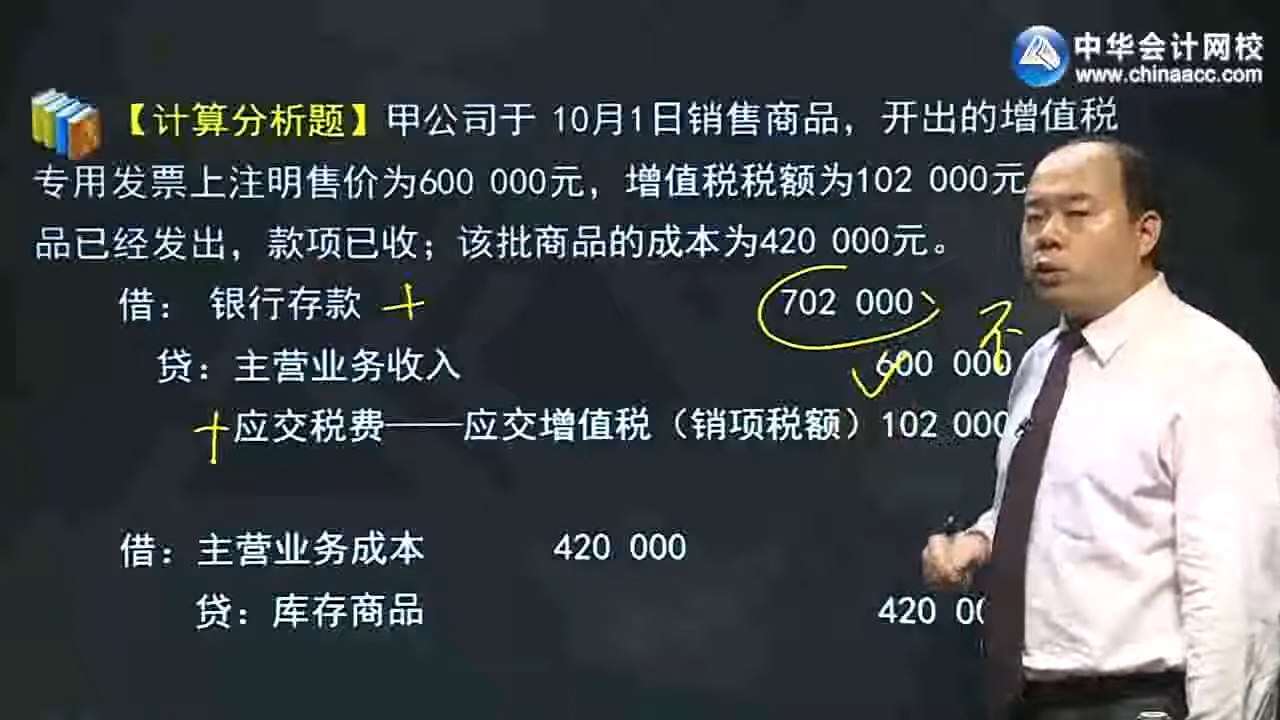 中华会计网校
www.chinaacc.com
【计算分析题】甲公司于 10月1日销售商品，开出的增值税
专用发票上注明售价为600 000元，增值税税额为102 000元
品已经发出，款项已收；该批商品的成本为420 000元。
借： 银行存款 + 702 000
否
贷：主营业务收入 600 000
+应交税费——应交增值税（销项税额）102 000
借：主营业务成本 420 000
贷：库存商品 420 00